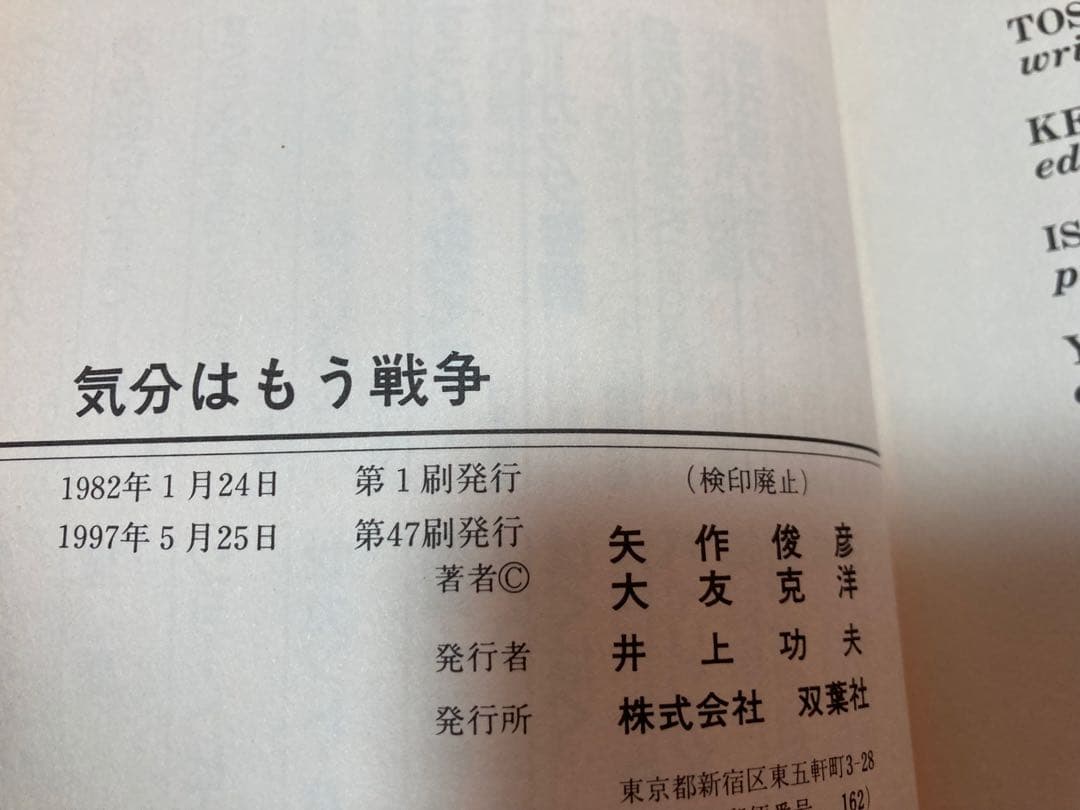 気分はもう戦争
1982年1月24日 第1刷発行 (検印廃止)
1997年5月25日 第47刷発行
著者© 矢作俊彦
大友克洋
発行者 井上功夫
発行所 株式会社 双葉社
東京都新宿区東五軒町3-28
162)
TOS
wri
KE
ed
IS
p
Y